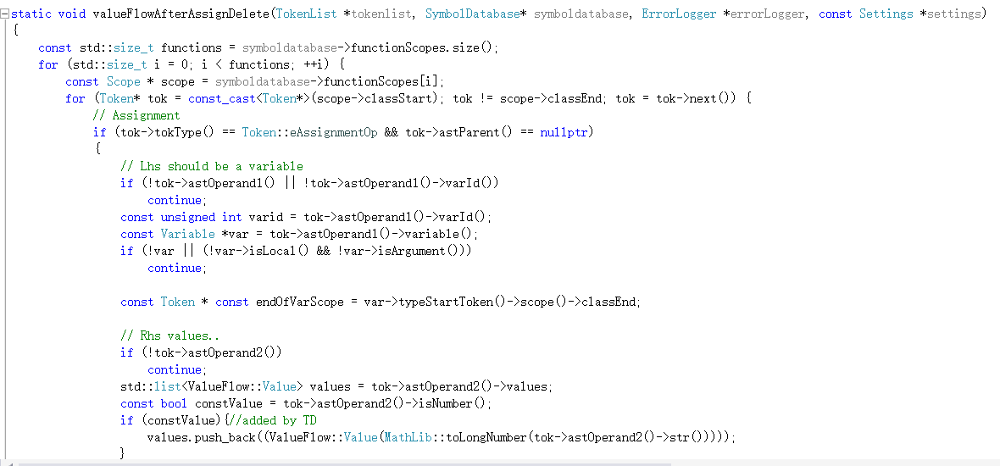 static void valueFlowAfterAssignDelete(TokenList *tokenlist, SymbolDatabase* symboldatabase, ErrorLogger *errorLogger, const Settings *settings)
{
    const std::size_t functions = symboldatabase->functionScopes.size();
    for (std::size_t i = 0; i < functions; ++i) {
        const Scope * scope = symboldatabase->functionScopes[i];
        for (Token* tok = const_cast<Token*>(scope->classStart); tok != scope->classEnd; tok = tok->next()) {
            // Assignment
            if (tok->tokType() == Token::eAssignmentOp && tok->astParent() == nullptr)
            {
                // Lhs should be a variable
                if (!tok->astOperand1() || !tok->astOperand1()->varId())
                    continue;
                const unsigned int varid = tok->astOperand1()->varId();
                const Variable *var = tok->astOperand1()->variable();
                if (!var || (!var->isLocal() && !var->isArgument()))
                    continue;
                const Token * const endOfVarScope = var->typeStartToken()->scope()->classEnd;
                // Rhs values..
                if (!tok->astOperand2())
                    continue;
                std::list<ValueFlow::Value> values = tok->astOperand2()->values;
                const bool constValue = tok->astOperand2()->isNumber();
                if (constValue){//added by TD
                    values.push_back((ValueFlow::Value(MathLib::toLongNumber(tok->astOperand2()->str()))));
                }